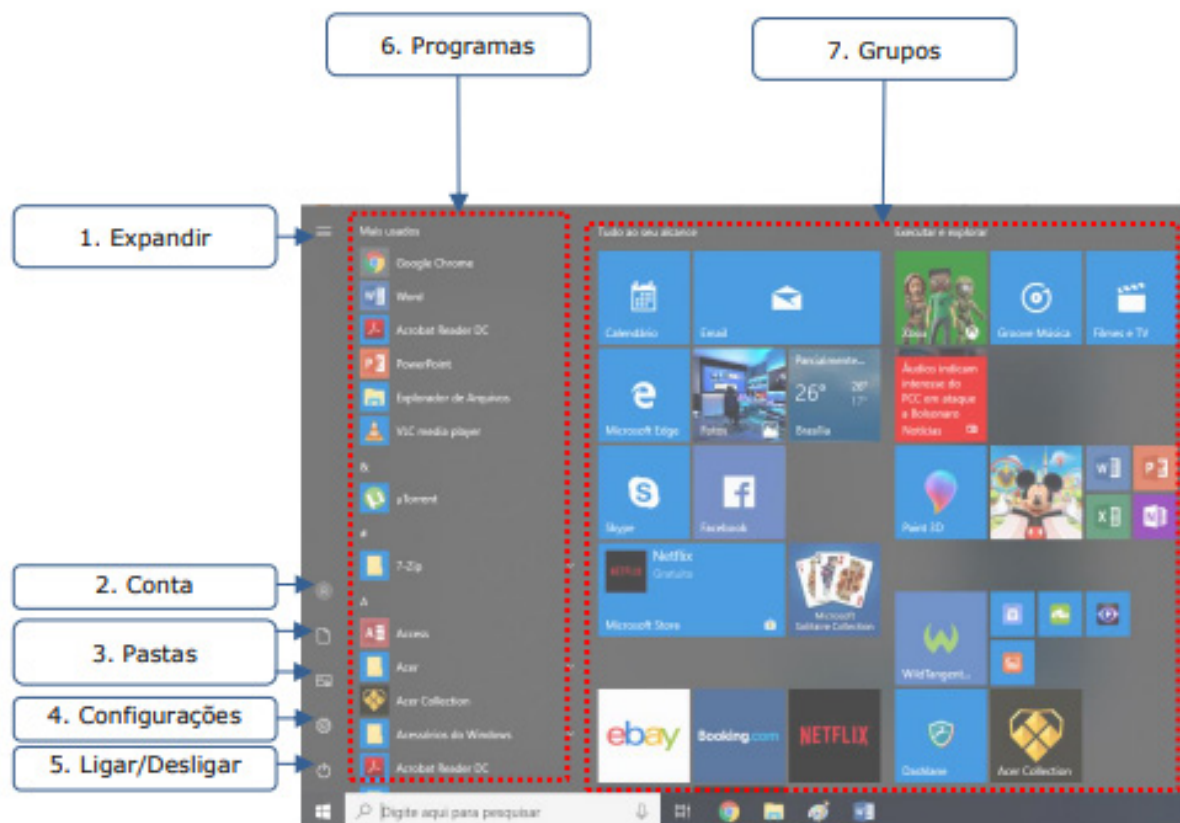 6. Programas
7. Grupos
1. Expandir
2. Conta
3. Pastas
4. Configurações
5. Ligar/Desligar
Mais usados
Google Chrome
Word
Acrobat Reader DC
PowerPoint
Explorador de Arquivos
VLC media player
&
µTorrent
#
7-Zip
A
Access
Acer
Acer Collection
Acessórios do Windows
Acrobat Reader DC
Tudo ao seu alcance
Calendário
Email
Microsoft Edge
Fotos
Parcialmente...
26° 26°
17°
Brasília
Skype
Facebook
NETFLIX
Netflix
Gratuito
Microsoft Store
Microsoft
Solitaire Collection
ebay
Booking.com
NETFLIX
Executar e explorar
Xbox
Groove Música
Filmes e TV
Áudios indicam
interesse do
PCC em ataque
a Bolsonaro
Notícias
Paint 3D
WildTangent...
Dashlane
Acer Collection
Digite aqui para pesquisar